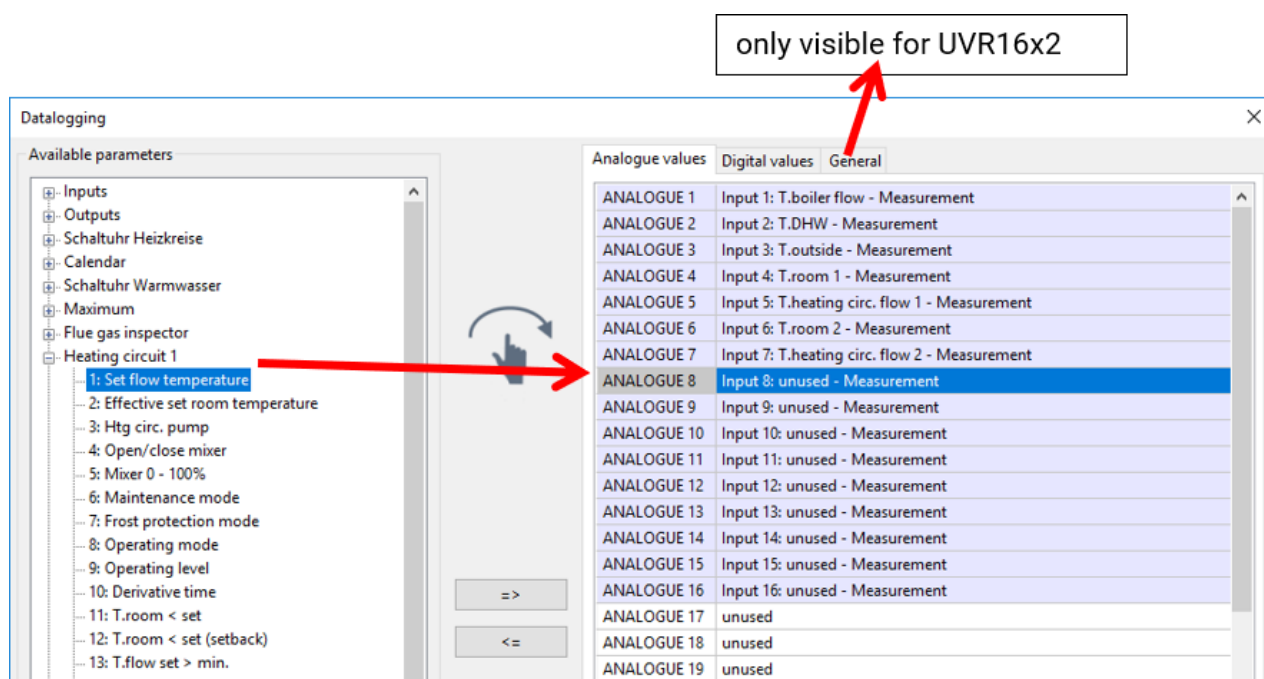 only visible for UVR16x2
Datalogging
Available parameters
Inputs
Outputs
Schaltuhr Heizkreise
Calendar
Schaltuhr Warmwasser
Maximum
Flue gas inspector
Heating circuit 1
1: Set flow temperature
2: Effective set room temperature
3: Htg circ. pump
4: Open/close mixer
5: Mixer 0 - 100%
6: Maintenance mode
7: Frost protection mode
8: Operating mode
9: Operating level
10: Derivative time
11: T.room < set
12: T.room < set (setback)
13: T.flow set > min.
=>
<=
Analogue values Digital values General
ANALOGUE 1 Input 1: T.boiler flow - Measurement
ANALOGUE 2 Input 2: T.DHW - Measurement
ANALOGUE 3 Input 3: T.outside - Measurement
ANALOGUE 4 Input 4: T.room 1 - Measurement
ANALOGUE 5 Input 5: T.heating circ. flow 1 - Measurement
ANALOGUE 6 Input 6: T.room 2 - Measurement
ANALOGUE 7 Input 7: T.heating circ. flow 2 - Measurement
ANALOGUE 8 Input 8: unused - Measurement
ANALOGUE 9 Input 9: unused - Measurement
ANALOGUE 10 Input 10: unused - Measurement
ANALOGUE 11 Input 11: unused - Measurement
ANALOGUE 12 Input 12: unused - Measurement
ANALOGUE 13 Input 13: unused - Measurement
ANALOGUE 14 Input 14: unused - Measurement
ANALOGUE 15 Input 15: unused - Measurement
ANALOGUE 16 Input 16: unused - Measurement
ANALOGUE 17 unused
ANALOGUE 18 unused
ANALOGUE 19 unused